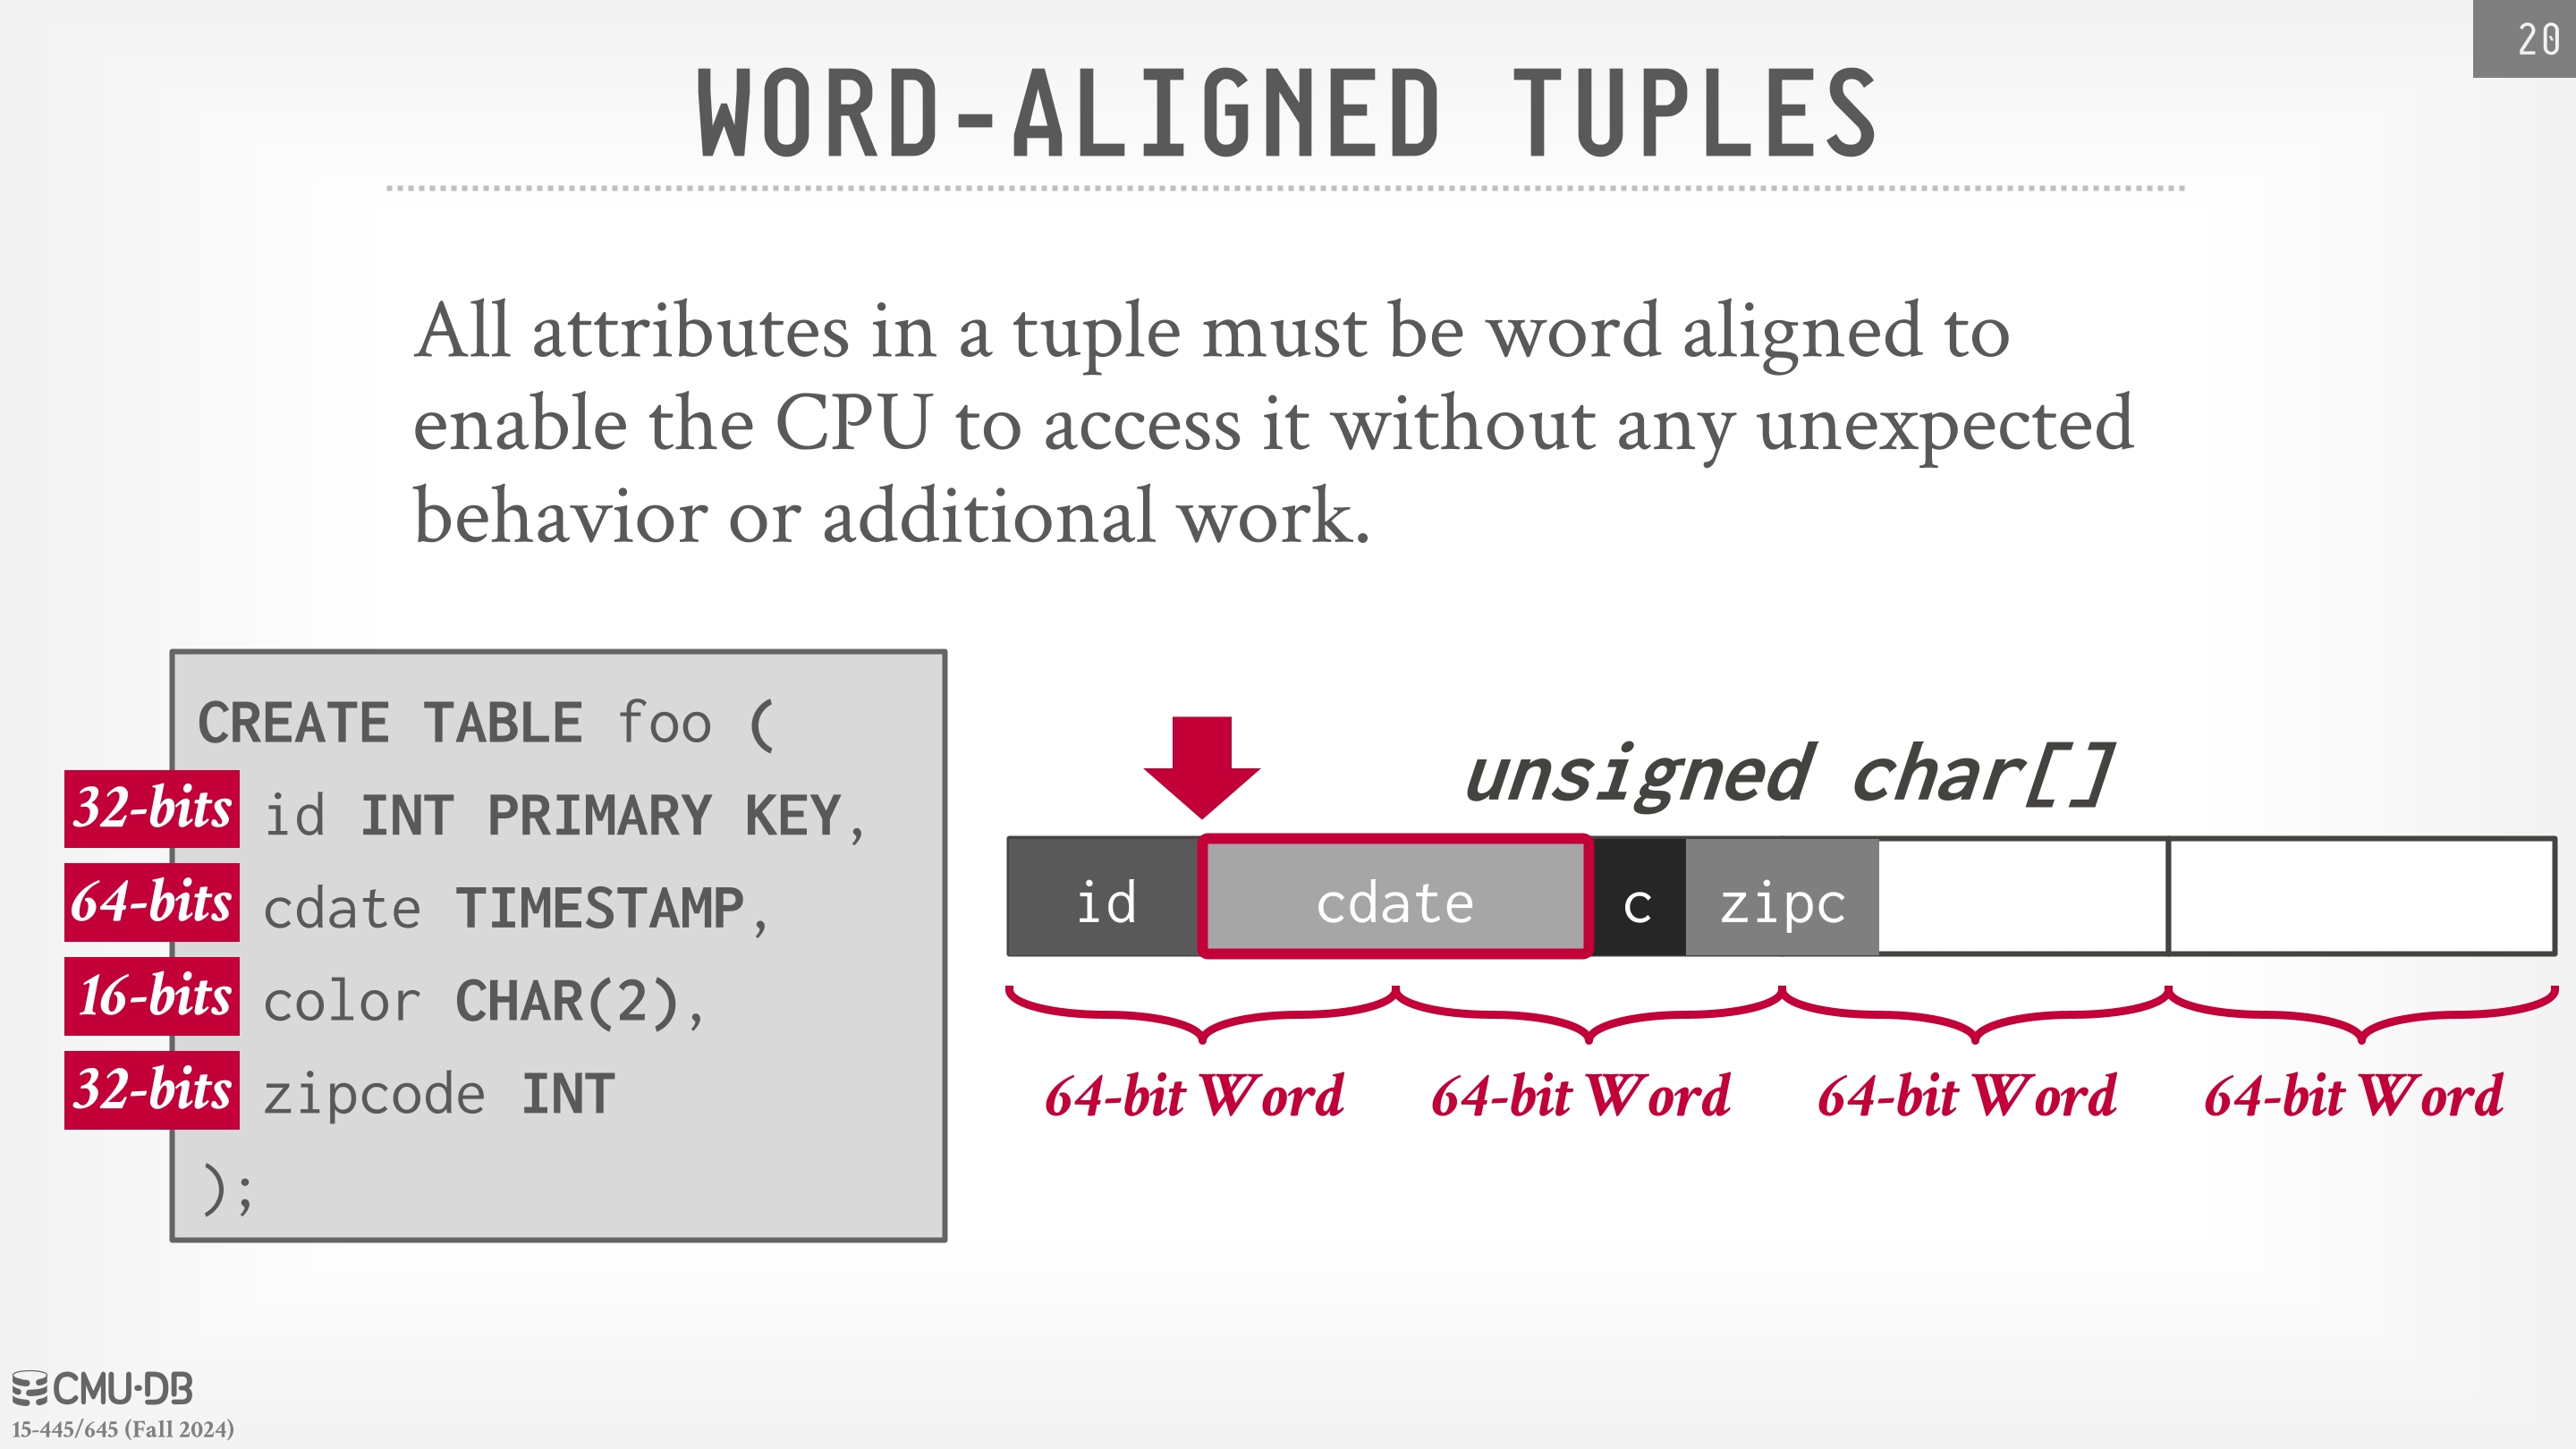 20
WORD-ALIGNED TUPLES
All attributes in a tuple must be word aligned to
enable the CPU to access it without any unexpected
behavior or additional work.
CREATE TABLE foo (
32-bits id INT PRIMARY KEY,
64-bits cdate TIMESTAMP,
16-bits color CHAR(2),
32-bits zipcode INT
);
unsigned char[]
id cdate c zipc
64-bit Word 64-bit Word 64-bit Word 64-bit Word
CMU·DB
15-445/645 (Fall 2024)